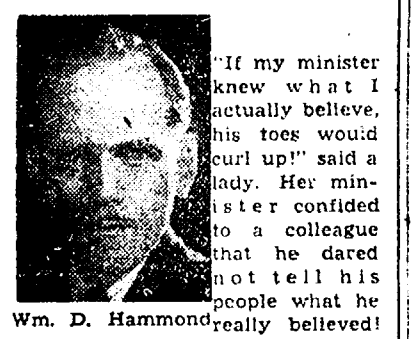 "If my minister
knew what I
actually believe,
his toes would
curl up!" said a
lady. Her min-
ister confided
to a colleague
that he dared
not tell his
people what he
really believed!
Wm. D. Hammond